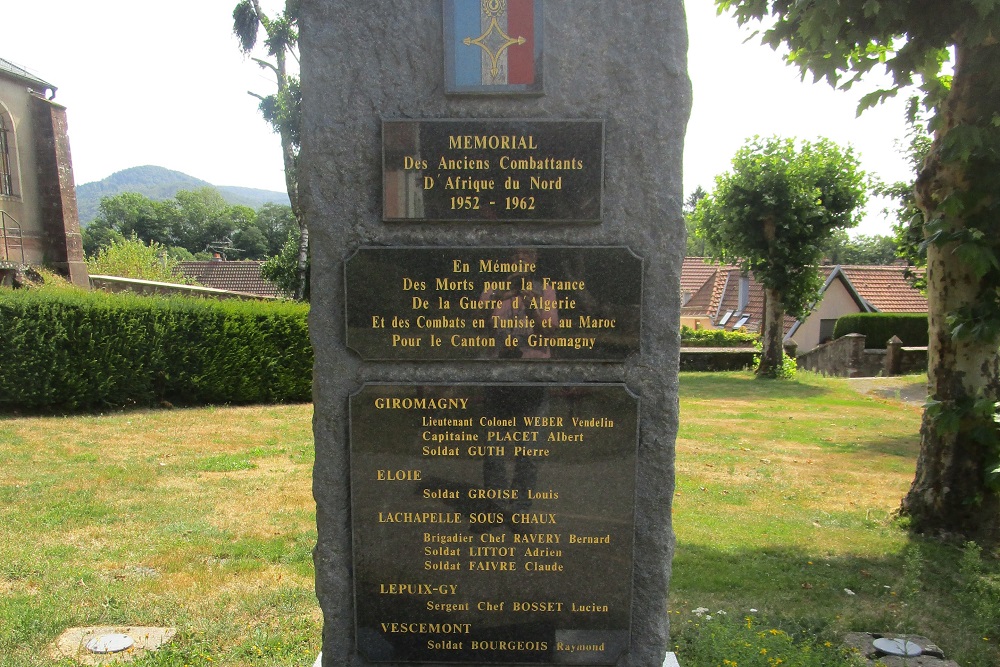 MEMORIAL
Des Anciens Combattants
D'Afrique du Nord
1952 - 1962
En Mémoire
Des Morts pour la France
De la Guerre d'Algerie
Et des Combats en Tunisie et au Maroc
Pour le Canton de Giromagny
GIROMAGNY
Lieutenant Colonel WEBER Vendelin
Capitaine PLACET Albert
Soldat GUTH Pierre
ELOIE
Soldat GROISE Louis
LACHAPELLE SOUS CHAUX
Brigadier Chef RAVERY Bernard
Soldat LITTOT Adrien
Soldat FAIVRE Claude
LEPUIX-GY
Sergent Chef BOSSET Lucien
VESCEMONT
Soldat BOURGEOIS Raymond